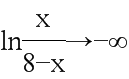 ln x/(8−x) → −∞